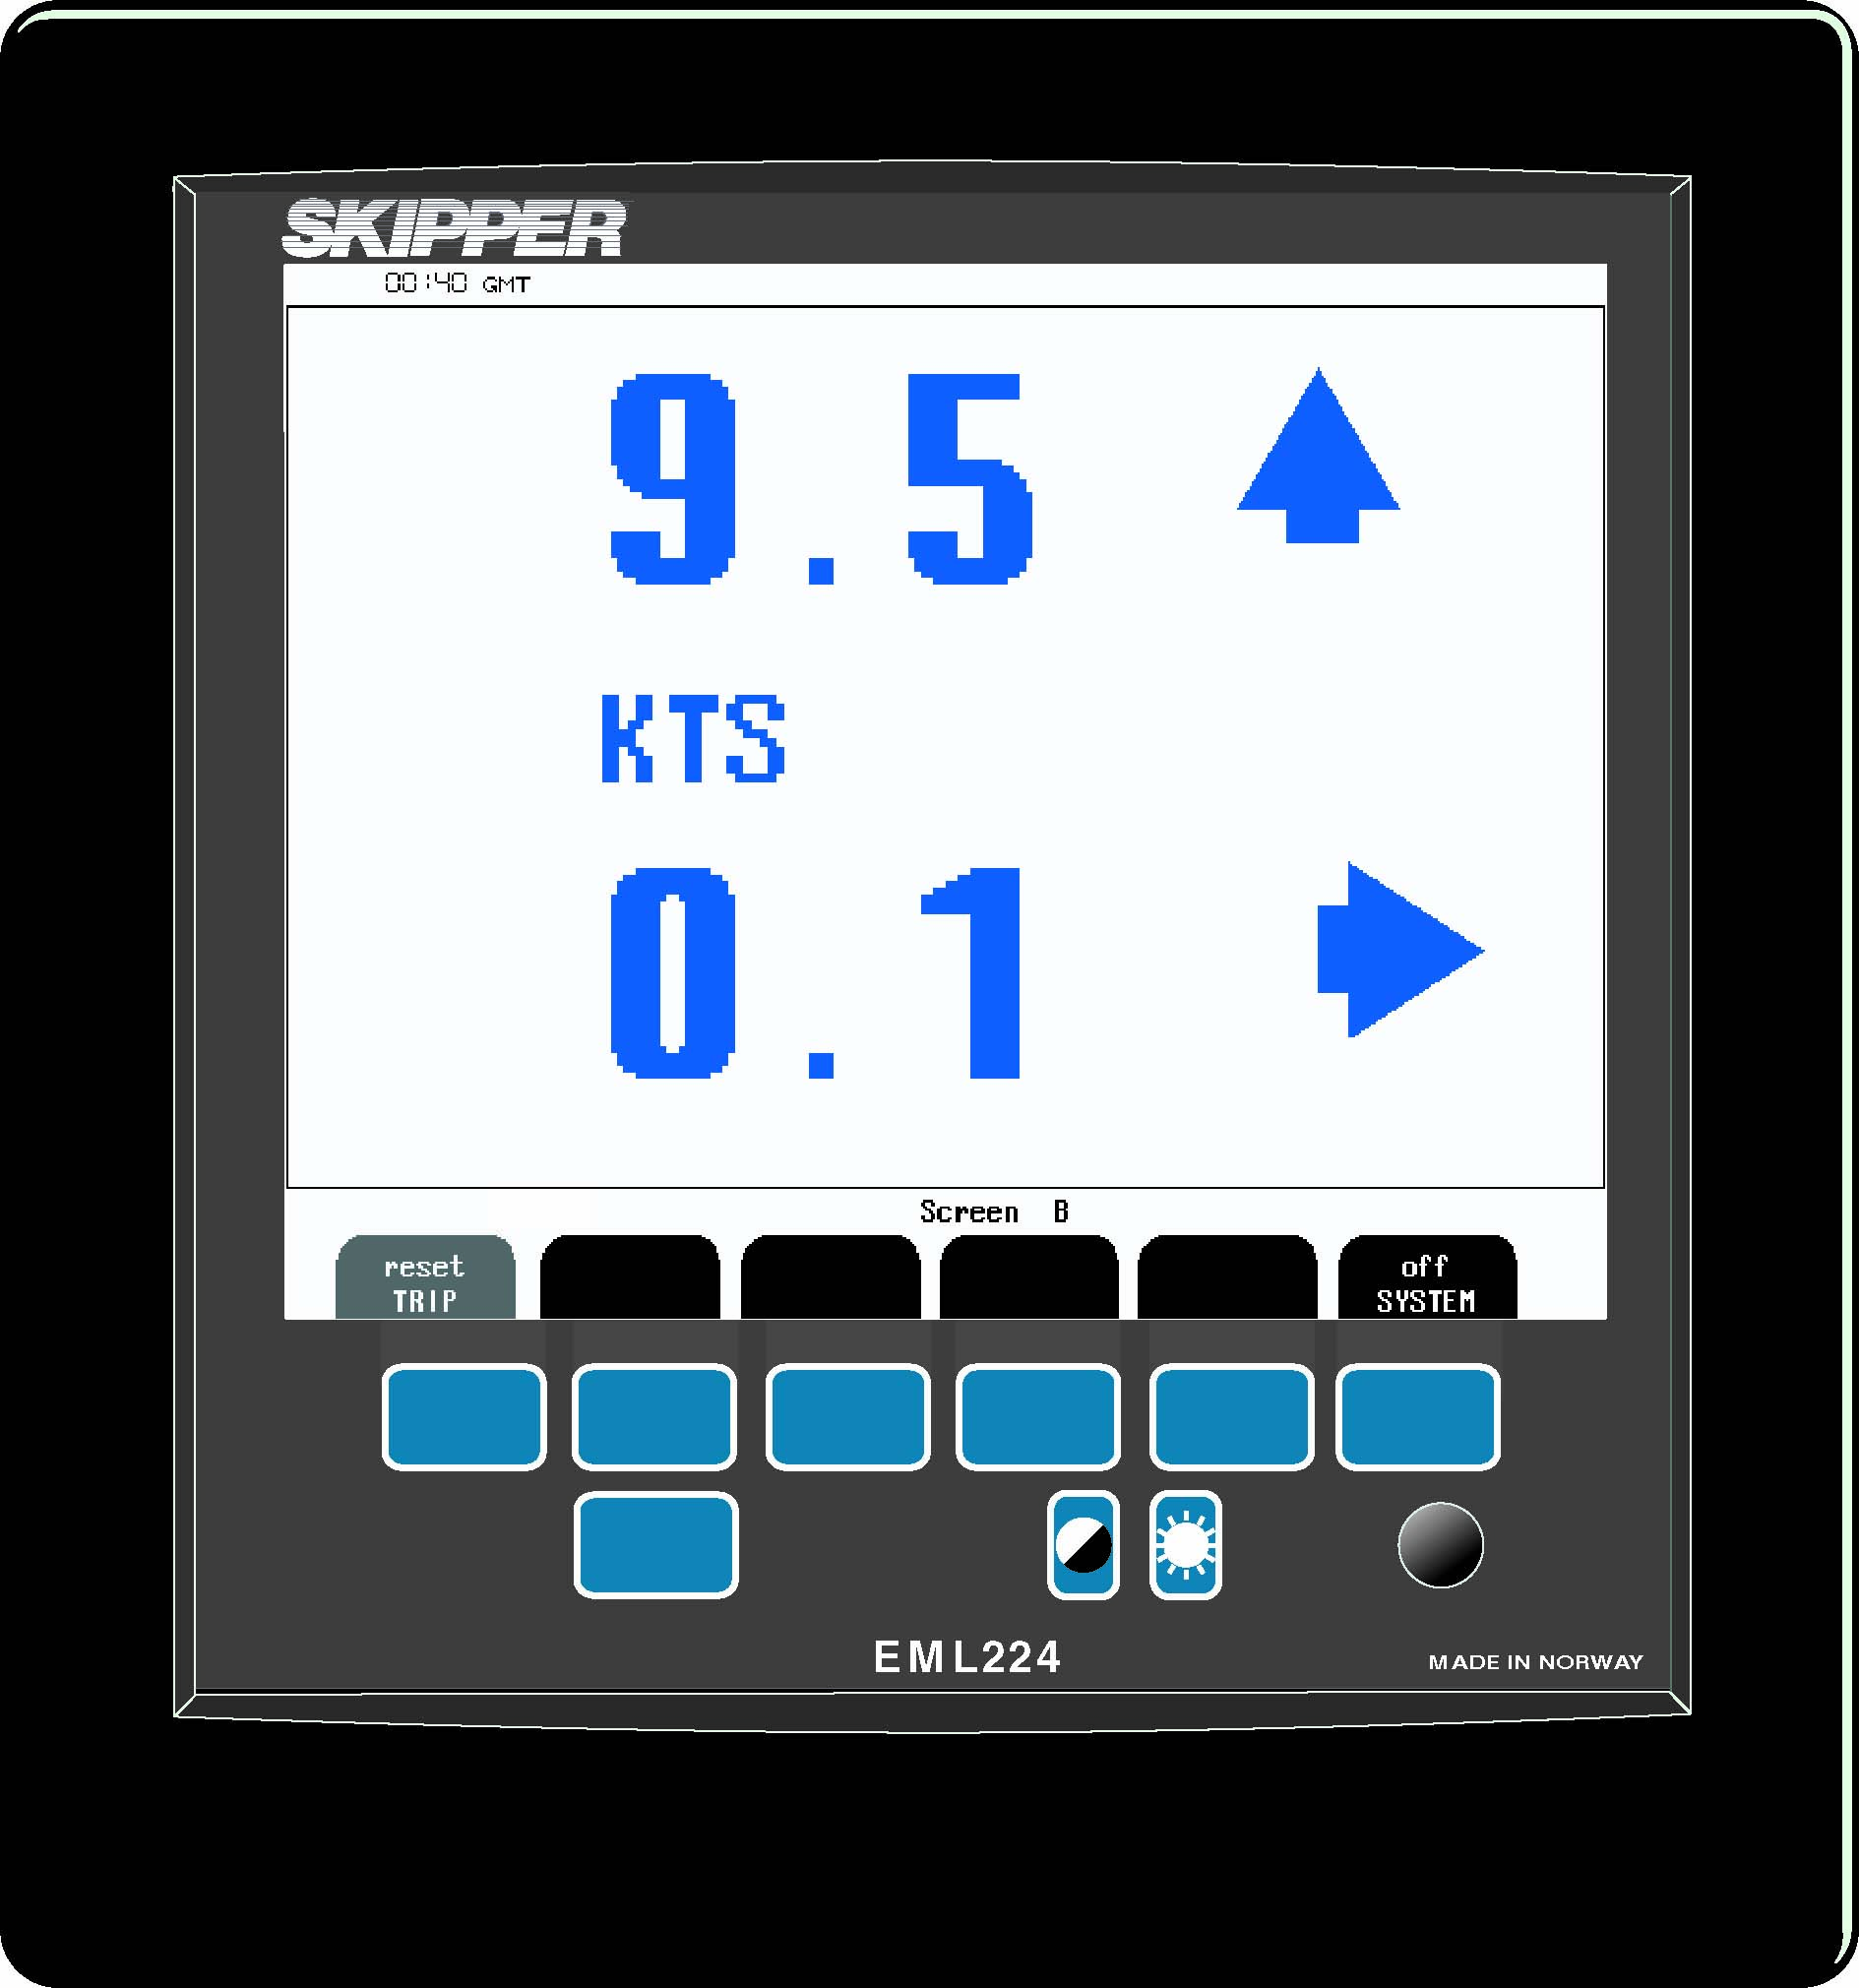 SKIPPER
00:40 GMT
9.5
KTS
0.1
Screen B
reset
TRIP
off
SYSTEM
EML224
MADE IN NORWAY